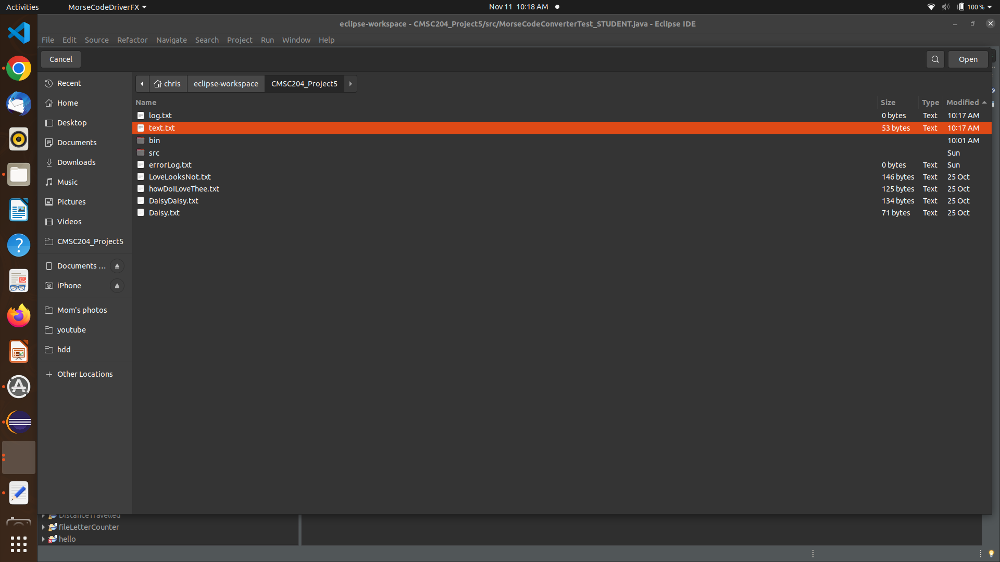 Activities
MorseCodeDriverFX
Nov 11 10:18 AM
100 %
eclipse-workspace - CMSC204_Project5/src/MorseCodeConverterTest_STUDENT.java - Eclipse IDE
File Edit Source Refactor Navigate Search Project Run Window Help
Cancel
Open
Recent
Home
Desktop
Documents
Downloads
Music
Pictures
Videos
CMSC204_Project5
Documents ...
iPhone
Mom's photos
youtube
hdd
Other Locations
chris eclipse-workspace CMSC204_Project5
Name Size Type Modified
log.txt 0 bytes Text 10:17 AM
text.txt 53 bytes Text 10:17 AM
bin 10:01 AM
src Sun
errorLog.txt 0 bytes Text Sun
LoveLooksNot.txt 146 bytes Text 25 Oct
howDoILoveThee.txt 125 bytes Text 25 Oct
DaisyDaisy.txt 134 bytes Text 25 Oct
Daisy.txt 71 bytes Text 25 Oct
DistanceTravelled
fileLetterCounter
hello